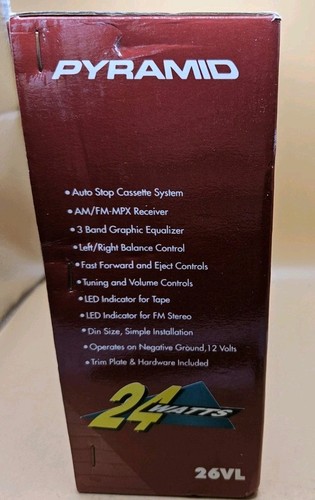 PYRAMID
• Auto Stop Cassette System
• AM/FM-MPX Receiver
• 3 Band Graphic Equalizer
• Left/Right Balance Control
• Fast Forward and Eject Controls
• Tuning and Volume Controls
• LED Indicator for Tape
• LED Indicator for FM Stereo
• Din Size, Simple Installation
• Operates on Negative Ground,12 Volts
• Trim Plate & Hardware Included
24 WATTS
26VL